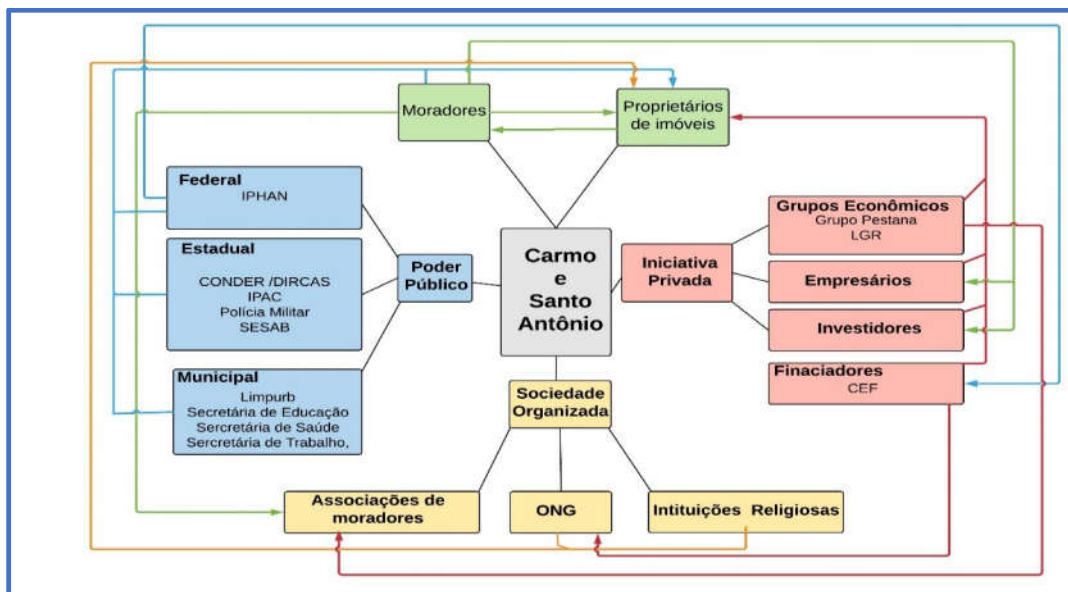 Moradores
Proprietários
de imóveis
Federal
IPHAN
Estadual
CONDER /DIRCAS
IPAC
Polícia Militar
SESAB
Municipal
Limpurb
Secretária de Educação
Secretária de Saúde
Sercretária de Trabalho,
Poder
Público
Carmo
e
Santo
Antônio
Iniciativa
Privada
Grupos Econômicos
Grupo Pestana
LGR
Empresários
Investidores
Finaciadores
CEF
Sociedade
Organizada
Associações de
moradores
ONG
Intituições Religiosas